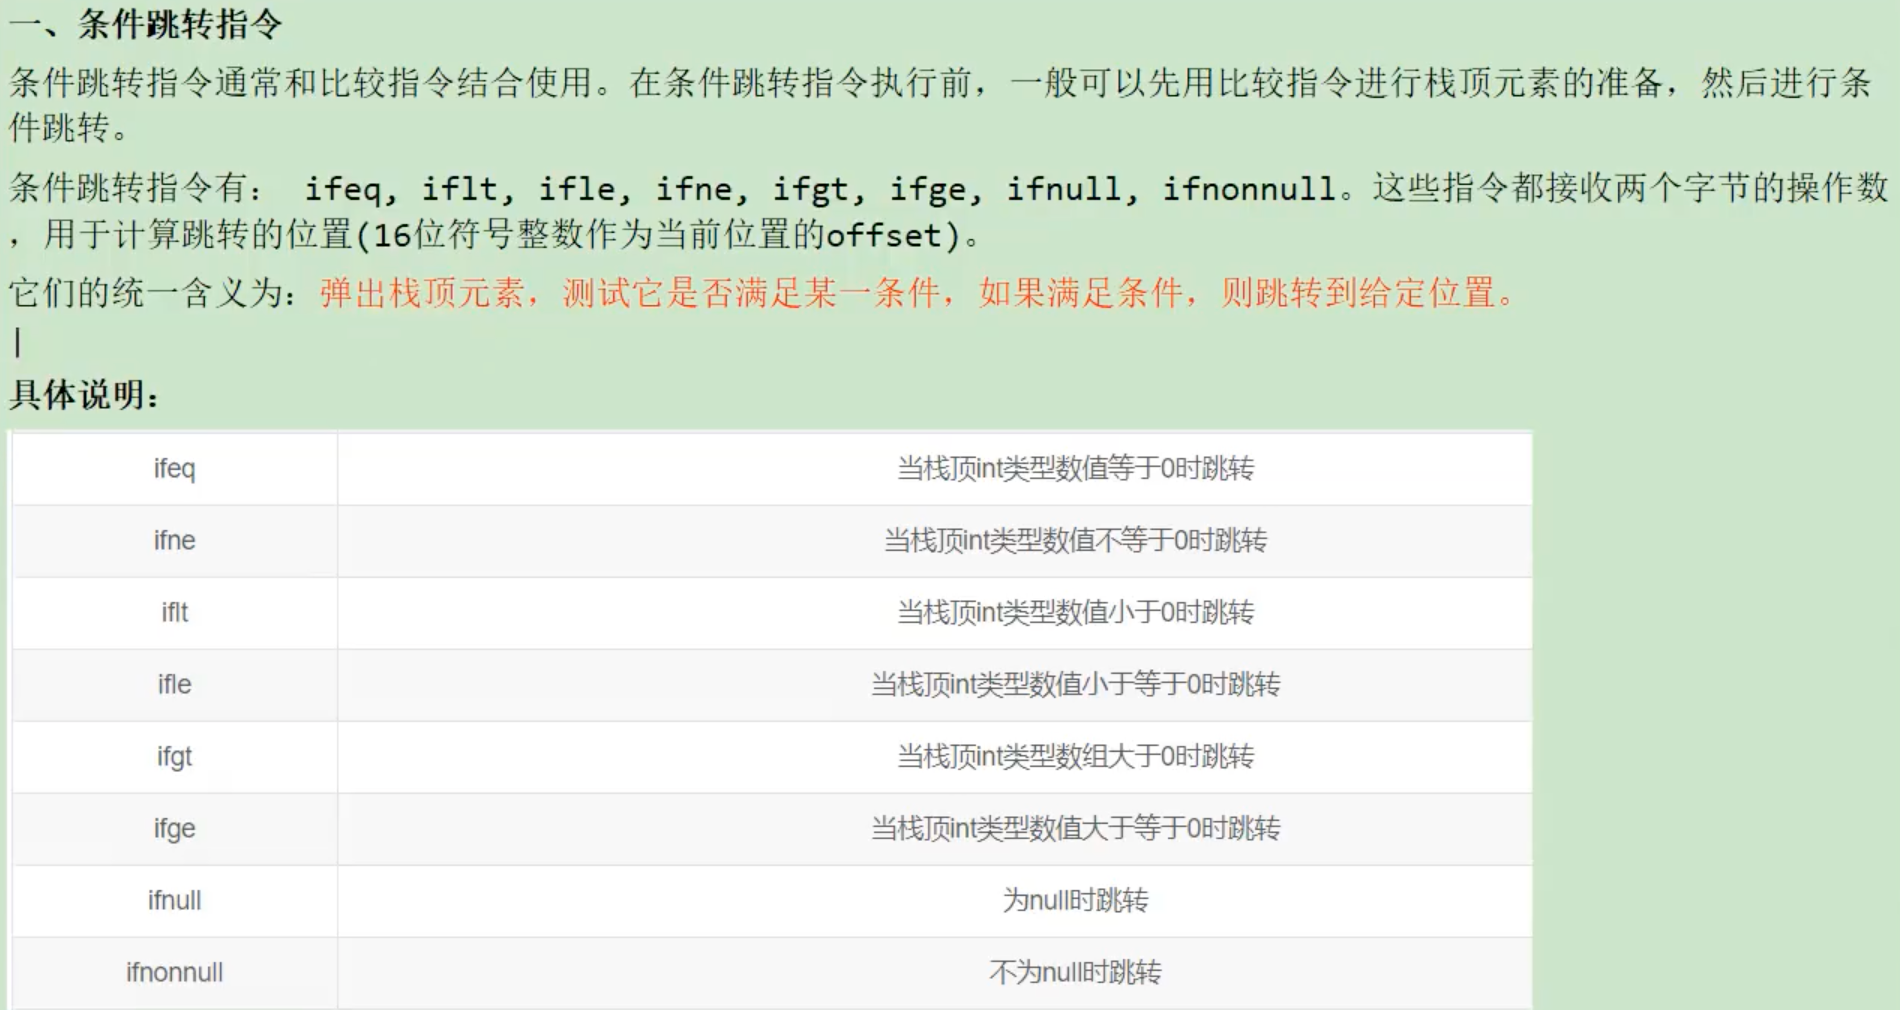 一、条件跳转指令
条件跳转指令通常和比较指令结合使用。在条件跳转指令执行前，一般可以先用比较指令进行栈顶元素的准备，然后进行条
件跳转。
条件跳转指令有： ifeq, iflt, ifle, ifne, ifgt, ifge, ifnull, ifnonnull。这些指令都接收两个字节的操作数
，用于计算跳转的位置(16位符号整数作为当前位置的offset)。
它们的统一含义为：弹出栈顶元素，测试它是否满足某一条件，如果满足条件，则跳转到给定位置。
具体说明：
ifeq 当栈顶int类型数值等于0时跳转
ifne 当栈顶int类型数值不等于0时跳转
iflt 当栈顶int类型数值小于0时跳转
ifle 当栈顶int类型数值小于等于0时跳转
ifgt 当栈顶int类型数组大于0时跳转
ifge 当栈顶int类型数值大于等于0时跳转
ifnull 为null时跳转
ifnonnull 不为null时跳转